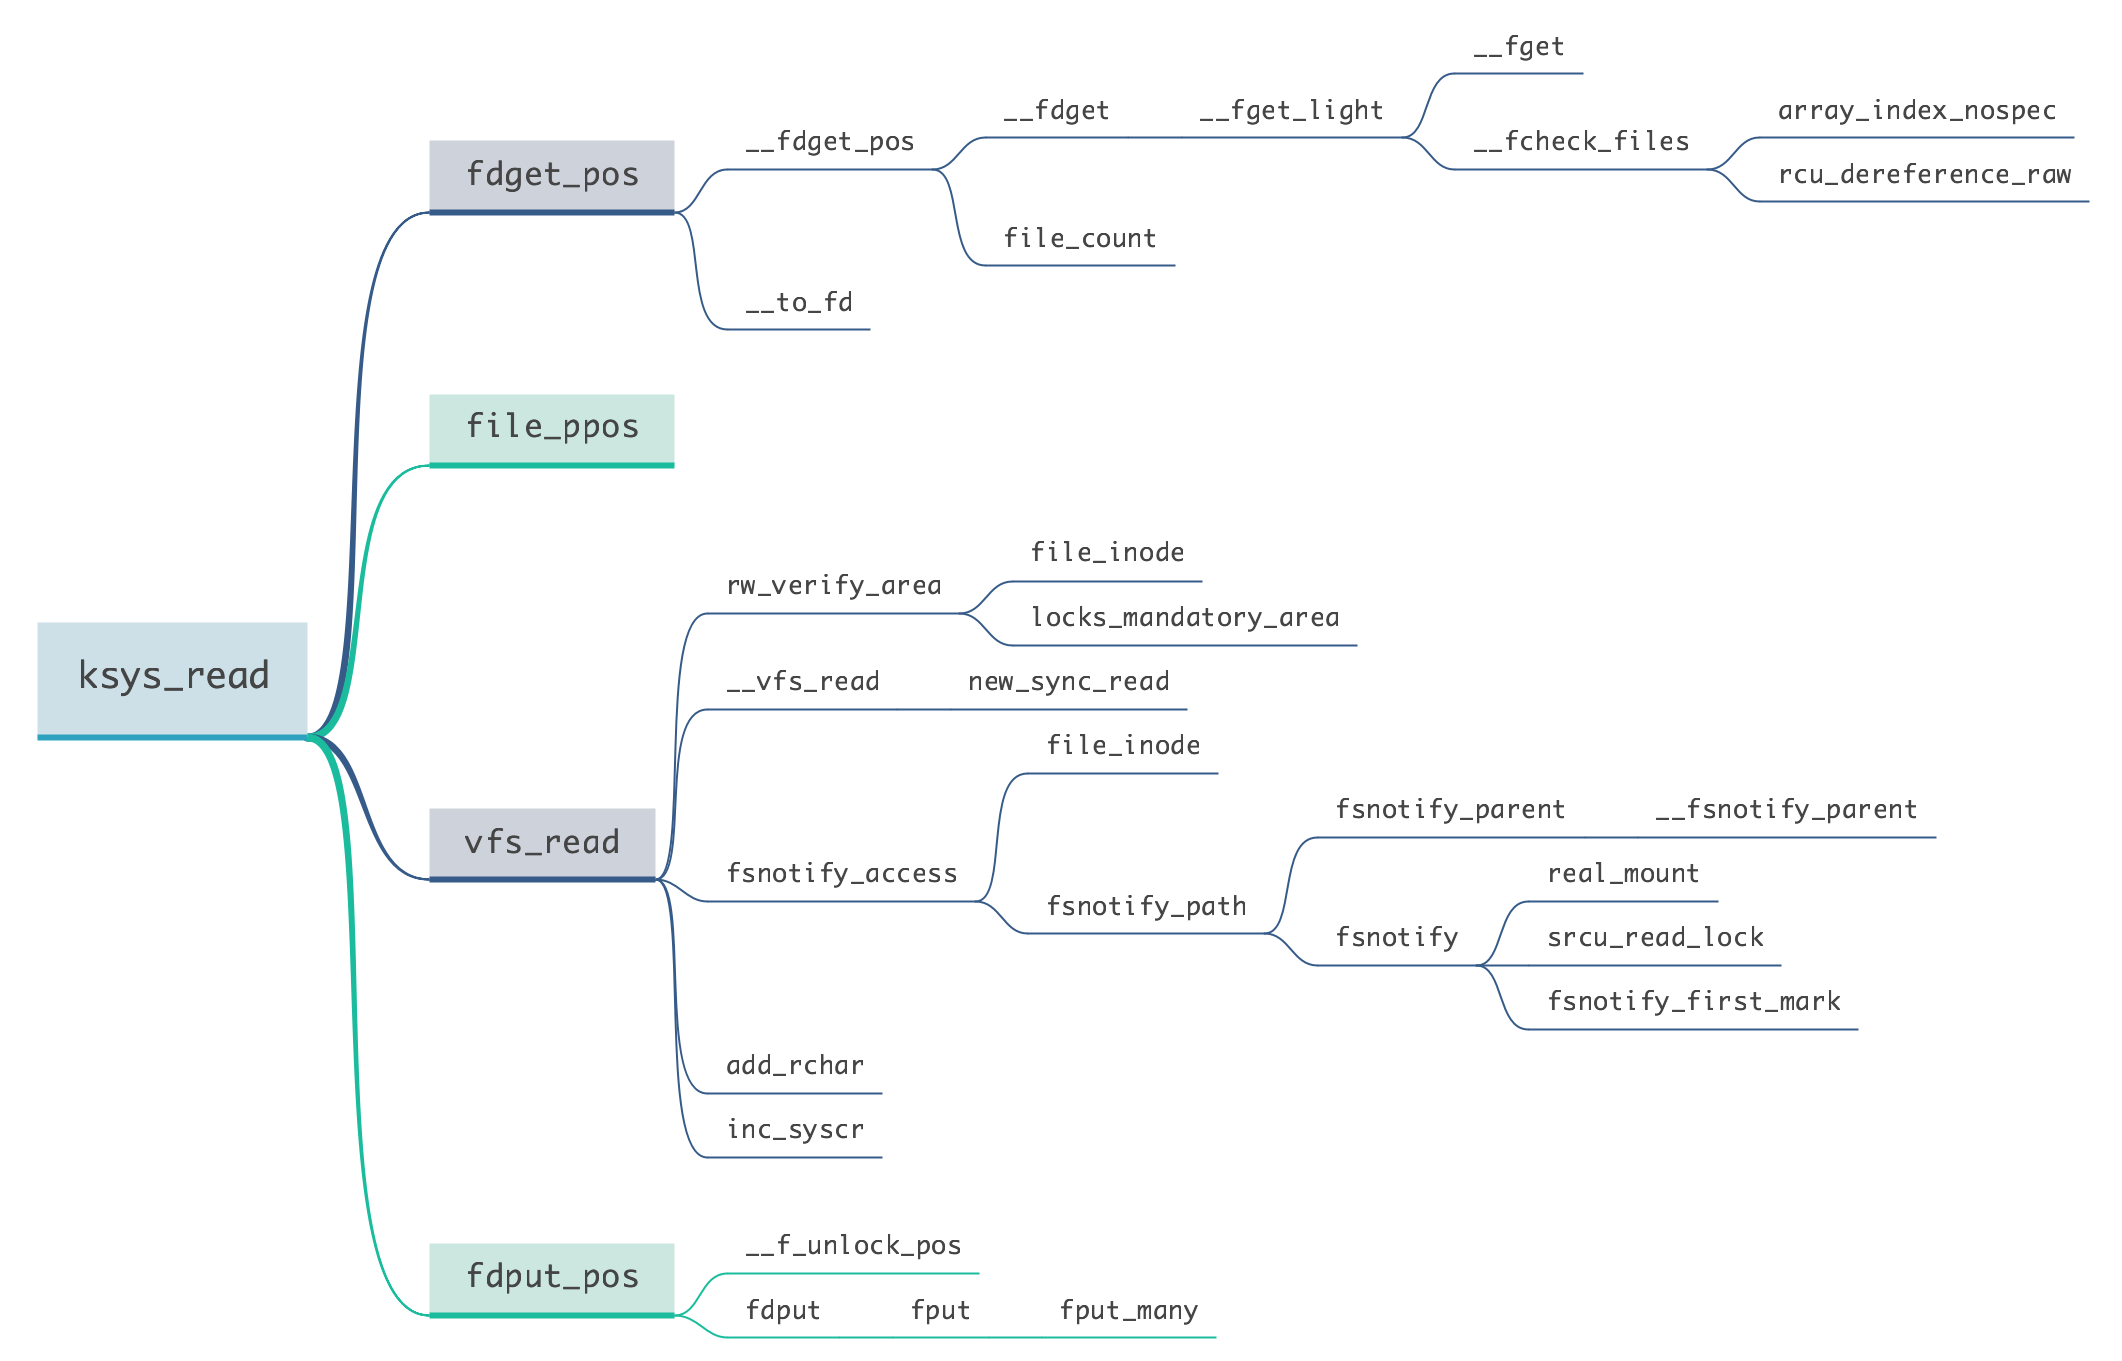 ksys_read
fdget_pos
__fdget_pos
__fdget
__fget_light
__fget
__fcheck_files
array_index_nospec
rcu_dereference_raw
file_count
__to_fd
file_ppos
vfs_read
rw_verify_area
file_inode
locks_mandatory_area
__vfs_read
new_sync_read
fsnotify_access
file_inode
fsnotify_path
fsnotify_parent
__fsnotify_parent
fsnotify
real_mount
srcu_read_lock
fsnotify_first_mark
add_rchar
inc_syscr
fdput_pos
__f_unlock_pos
fdput
fput
fput_many